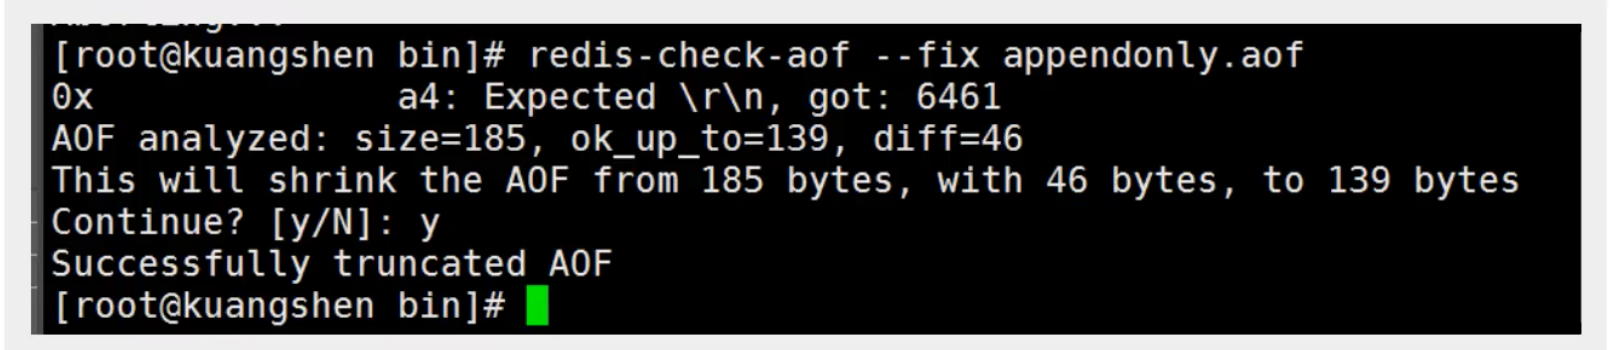 [root@kuangshen bin]# redis-check-aof --fix appendonly.aof
0x              a4: Expected \r\n, got: 6461
AOF analyzed: size=185, ok_up_to=139, diff=46
This will shrink the AOF from 185 bytes, with 46 bytes, to 139 bytes
Continue? [y/N]: y
Successfully truncated AOF
[root@kuangshen bin]#